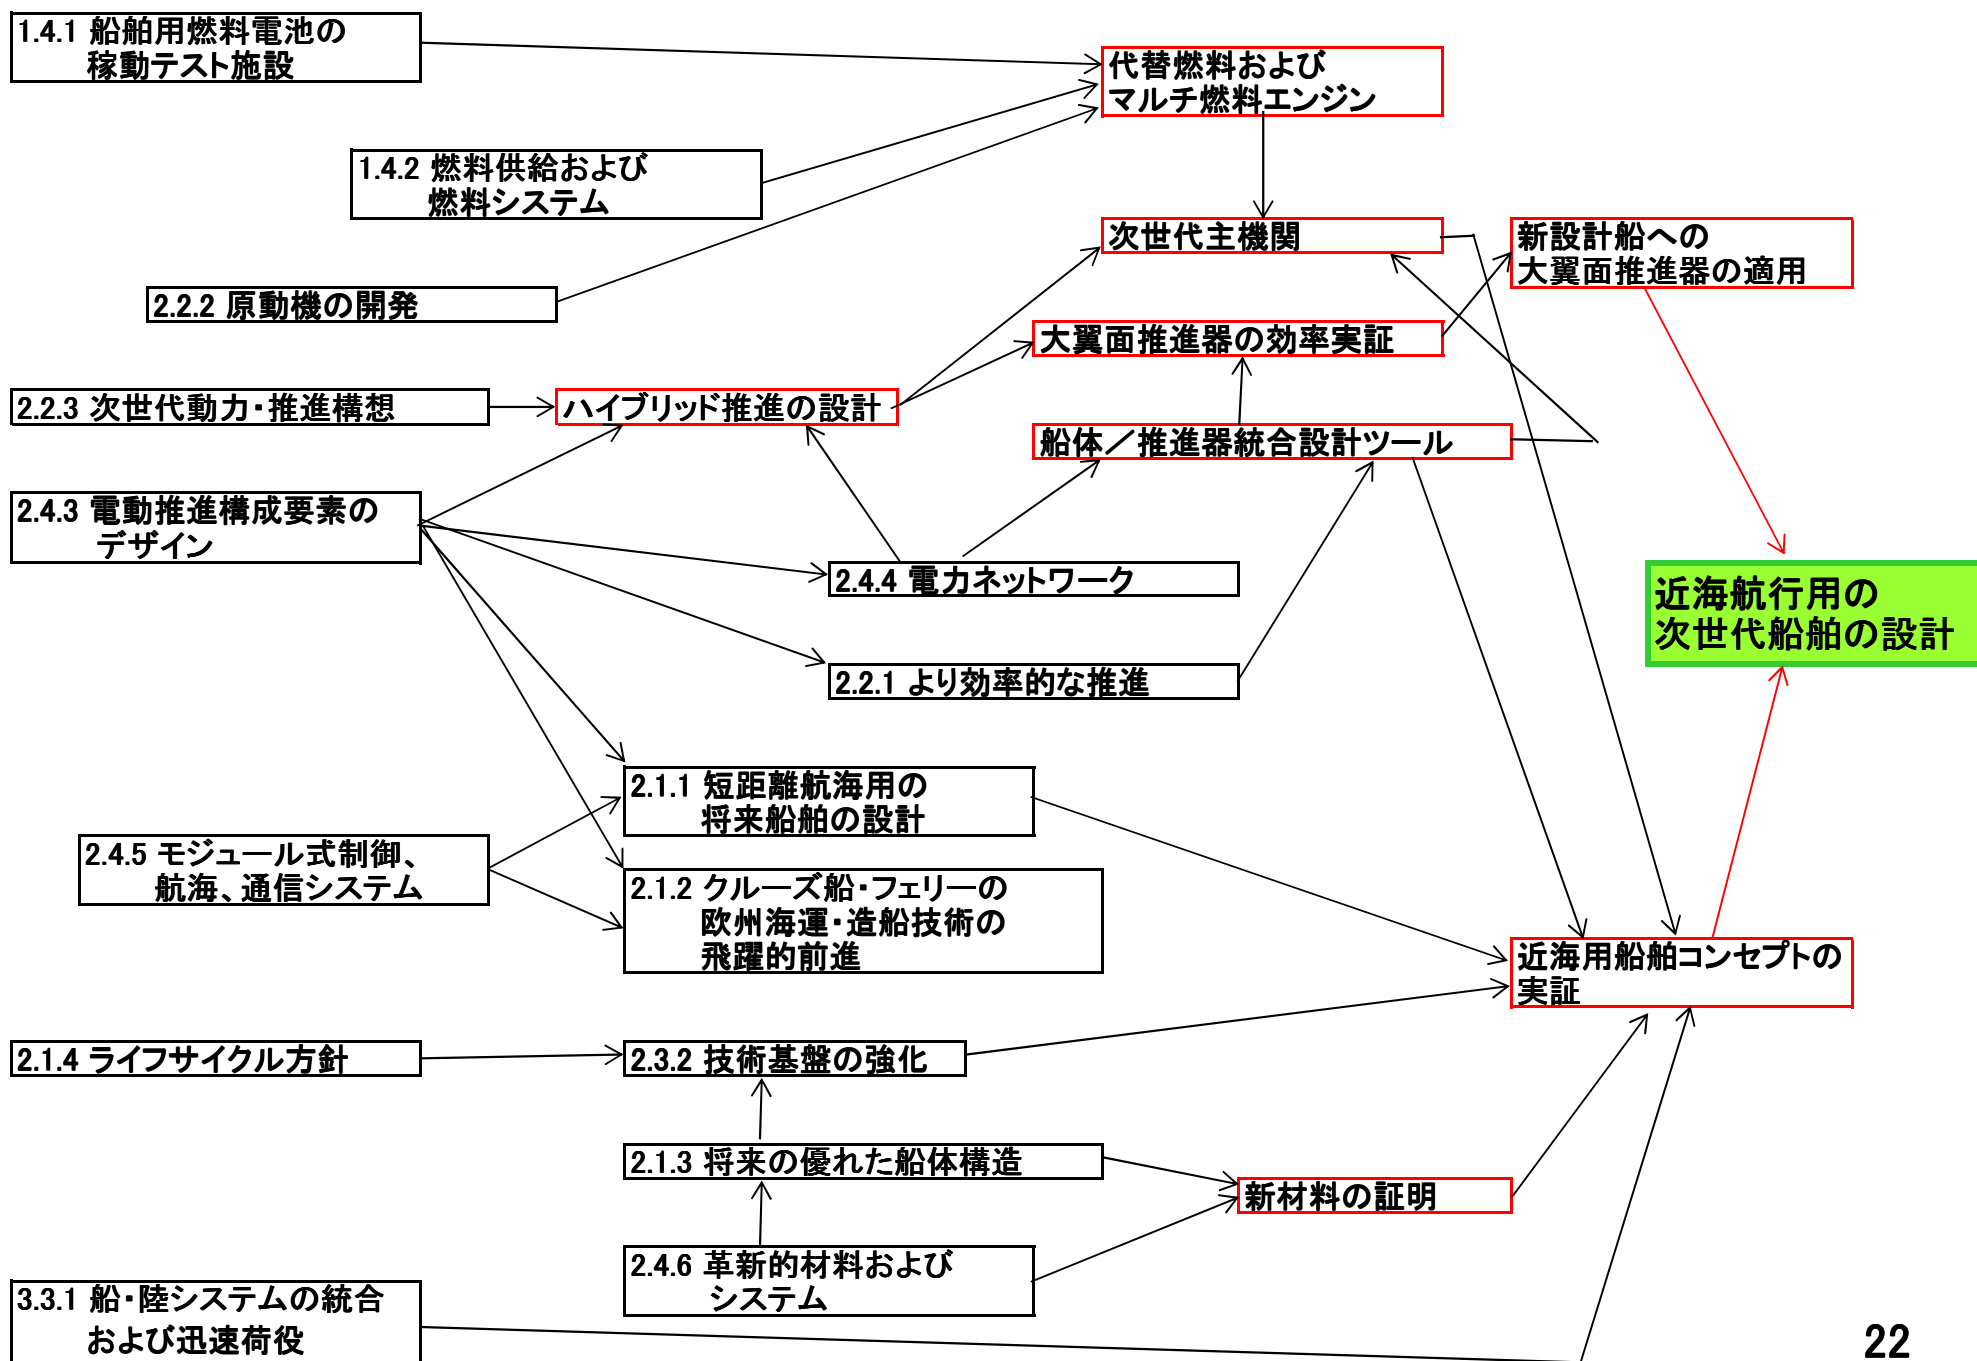 1.4.1 船舶用燃料電池の
稼動テスト施設
代替燃料および
マルチ燃料エンジン
1.4.2 燃料供給および
燃料システム
次世代主機関
新設計船への
大翼面推進器の適用
2.2.2 原動機の開発
大翼面推進器の効率実証
2.2.3 次世代動力・推進構想
ハイブリッド推進の設計
船体／推進器統合設計ツール
2.4.3 電動推進構成要素の
デザイン
2.4.4 電力ネットワーク
近海航行用の
次世代船舶の設計
2.2.1 より効率的な推進
2.1.1 短距離航海用の
将来船舶の設計
2.4.5 モジュール式制御、
航海、通信システム
2.1.2 クルーズ船・フェリーの
欧州海運・造船技術の
飛躍的前進
近海用船舶コンセプトの
実証
2.1.4 ライフサイクル方針
2.3.2 技術基盤の強化
2.1.3 将来の優れた船体構造
新材料の証明
2.4.6 革新的材料および
システム
3.3.1 船・陸システムの統合
および迅速荷役
22